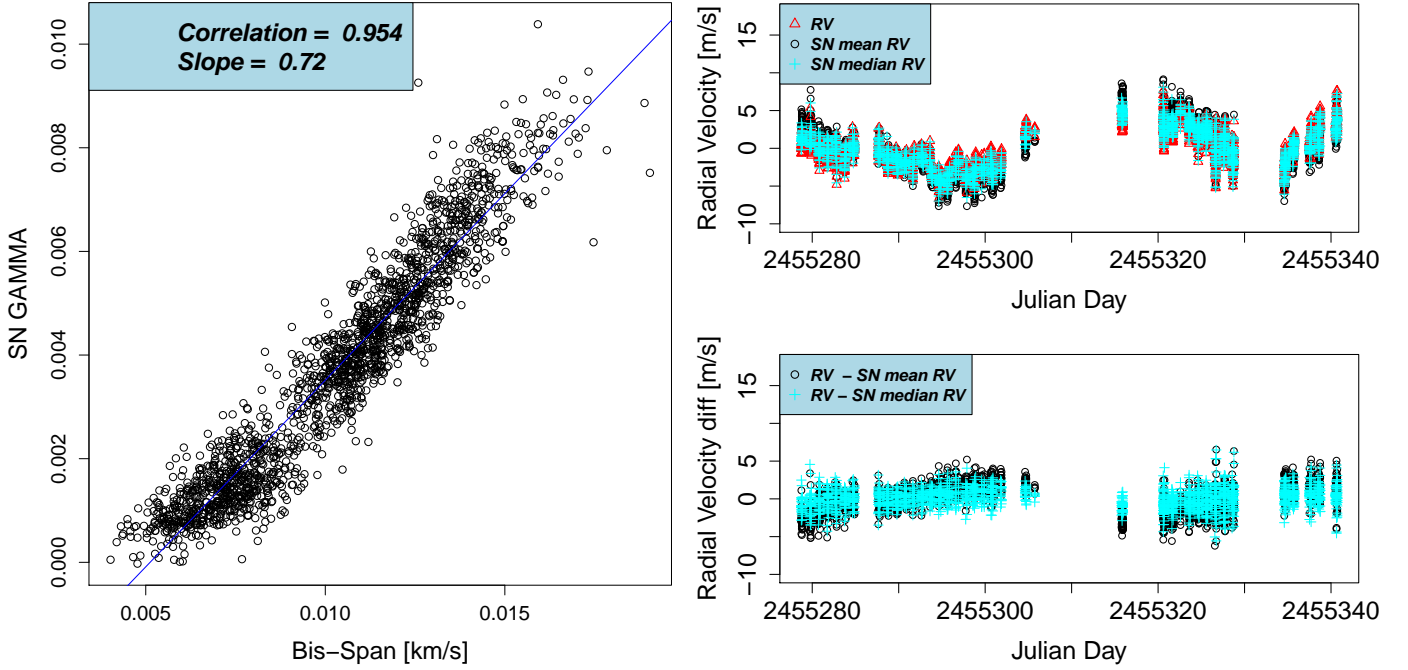 Correlation = 0.954
Slope = 0.72
SN GAMMA
0.000
0.002
0.004
0.006
0.008
0.010
0.005
0.010
0.015
Bis−Span [km/s]
RV
SN mean RV
SN median RV
Radial Velocity [m/s]
−10
0
5
15
2455280
2455300
2455320
2455340
Julian Day
RV − SN mean RV
RV − SN median RV
Radial Velocity diff [m/s]
−10
0
5
15
2455280
2455300
2455320
2455340
Julian Day